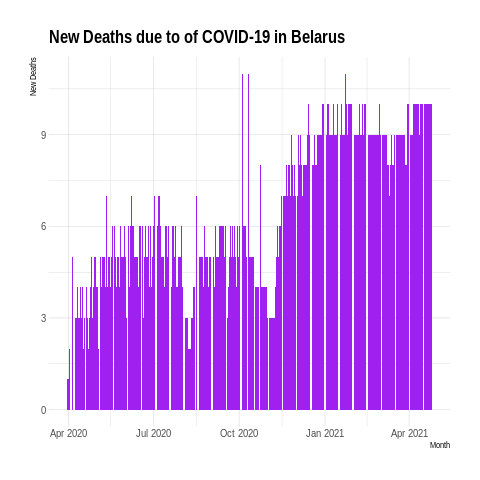 New Deaths due to of COVID-19 in Belarus
New Deaths
9
6
3
0
Apr 2020 Jul 2020 Oct 2020 Jan 2021 Apr 2021
Month